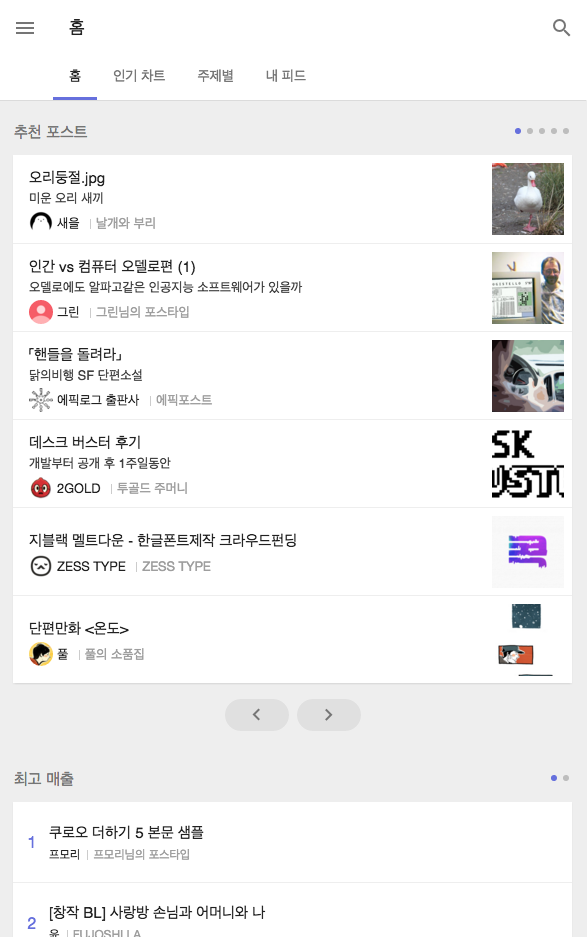 홈
홈 인기 차트 주제별 내 피드
추천 포스트
오리둥절.jpg
미운 오리 새끼
새을 날개와 부리
인간 vs 컴퓨터 오델로편 (1)
오델로에도 알파고같은 인공지능 소프트웨어가 있을까
그린 그린님의 포스타입
「핸들을 돌려라」
닭의비행 SF 단편소설
에픽로그 출판사 에픽포스트
데스크 버스터 후기
개발부터 공개 후 1주일동안
2GOLD 투골드 주머니
SK
USTE
지블랙 멜트다운 - 한글폰트제작 크라우드펀딩
ZESS TYPE ZESS TYPE
단편만화 <온도>
풀 풀의 소품집
최고 매출
1 쿠로오 더하기 5 본문 샘플
프모리 프모리님의 포스타입
2 [창작 BL] 사랑방 손님과 어머니와 나
윤 FUJOSHI LA